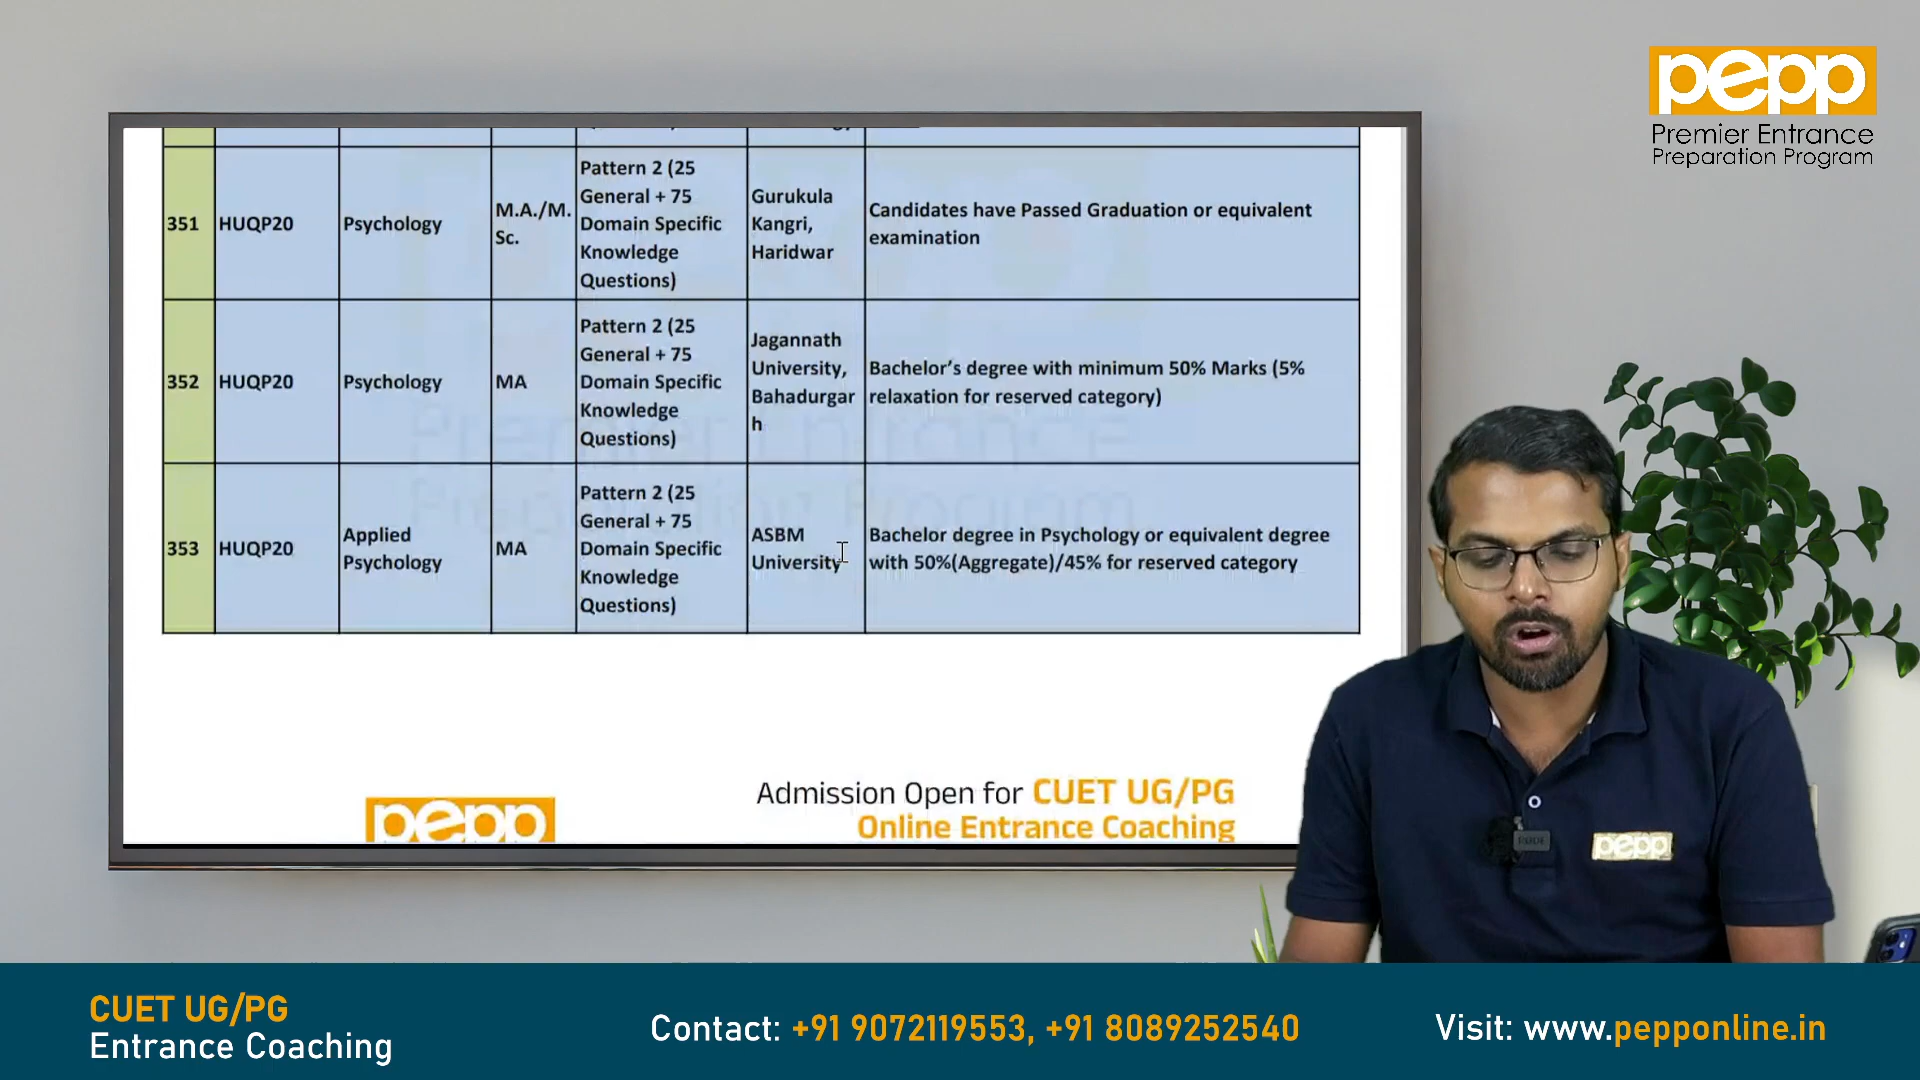 pepp
Premier Entrance
Preparation Program
351
HUQP20
Psychology
M.A./M.
Sc.
Pattern 2 (25
General + 75
Domain Specific
Knowledge
Questions)
Gurukula
Kangri,
Haridwar
Candidates have Passed Graduation or equivalent
examination
352
HUQP20
Psychology
MA
Pattern 2 (25
General + 75
Domain Specific
Knowledge
Questions)
Jagannath
University,
Bahadurgar
h
Bachelor’s degree with minimum 50% Marks (5%
relaxation for reserved category)
353
HUQP20
Applied
Psychology
MA
Pattern 2 (25
General + 75
Domain Specific
Knowledge
Questions)
ASBM
University
Bachelor degree in Psychology or equivalent degree
with 50%(Aggregate)/45% for reserved category
Premier Entrance
Preparation Program
pepp
Admission Open for CUET UG/PG
Online Entrance Coaching
RODE
pepp
CUET UG/PG
Entrance Coaching
Contact: +91 9072119553, +91 8089252540
Visit: www.pepponline.in